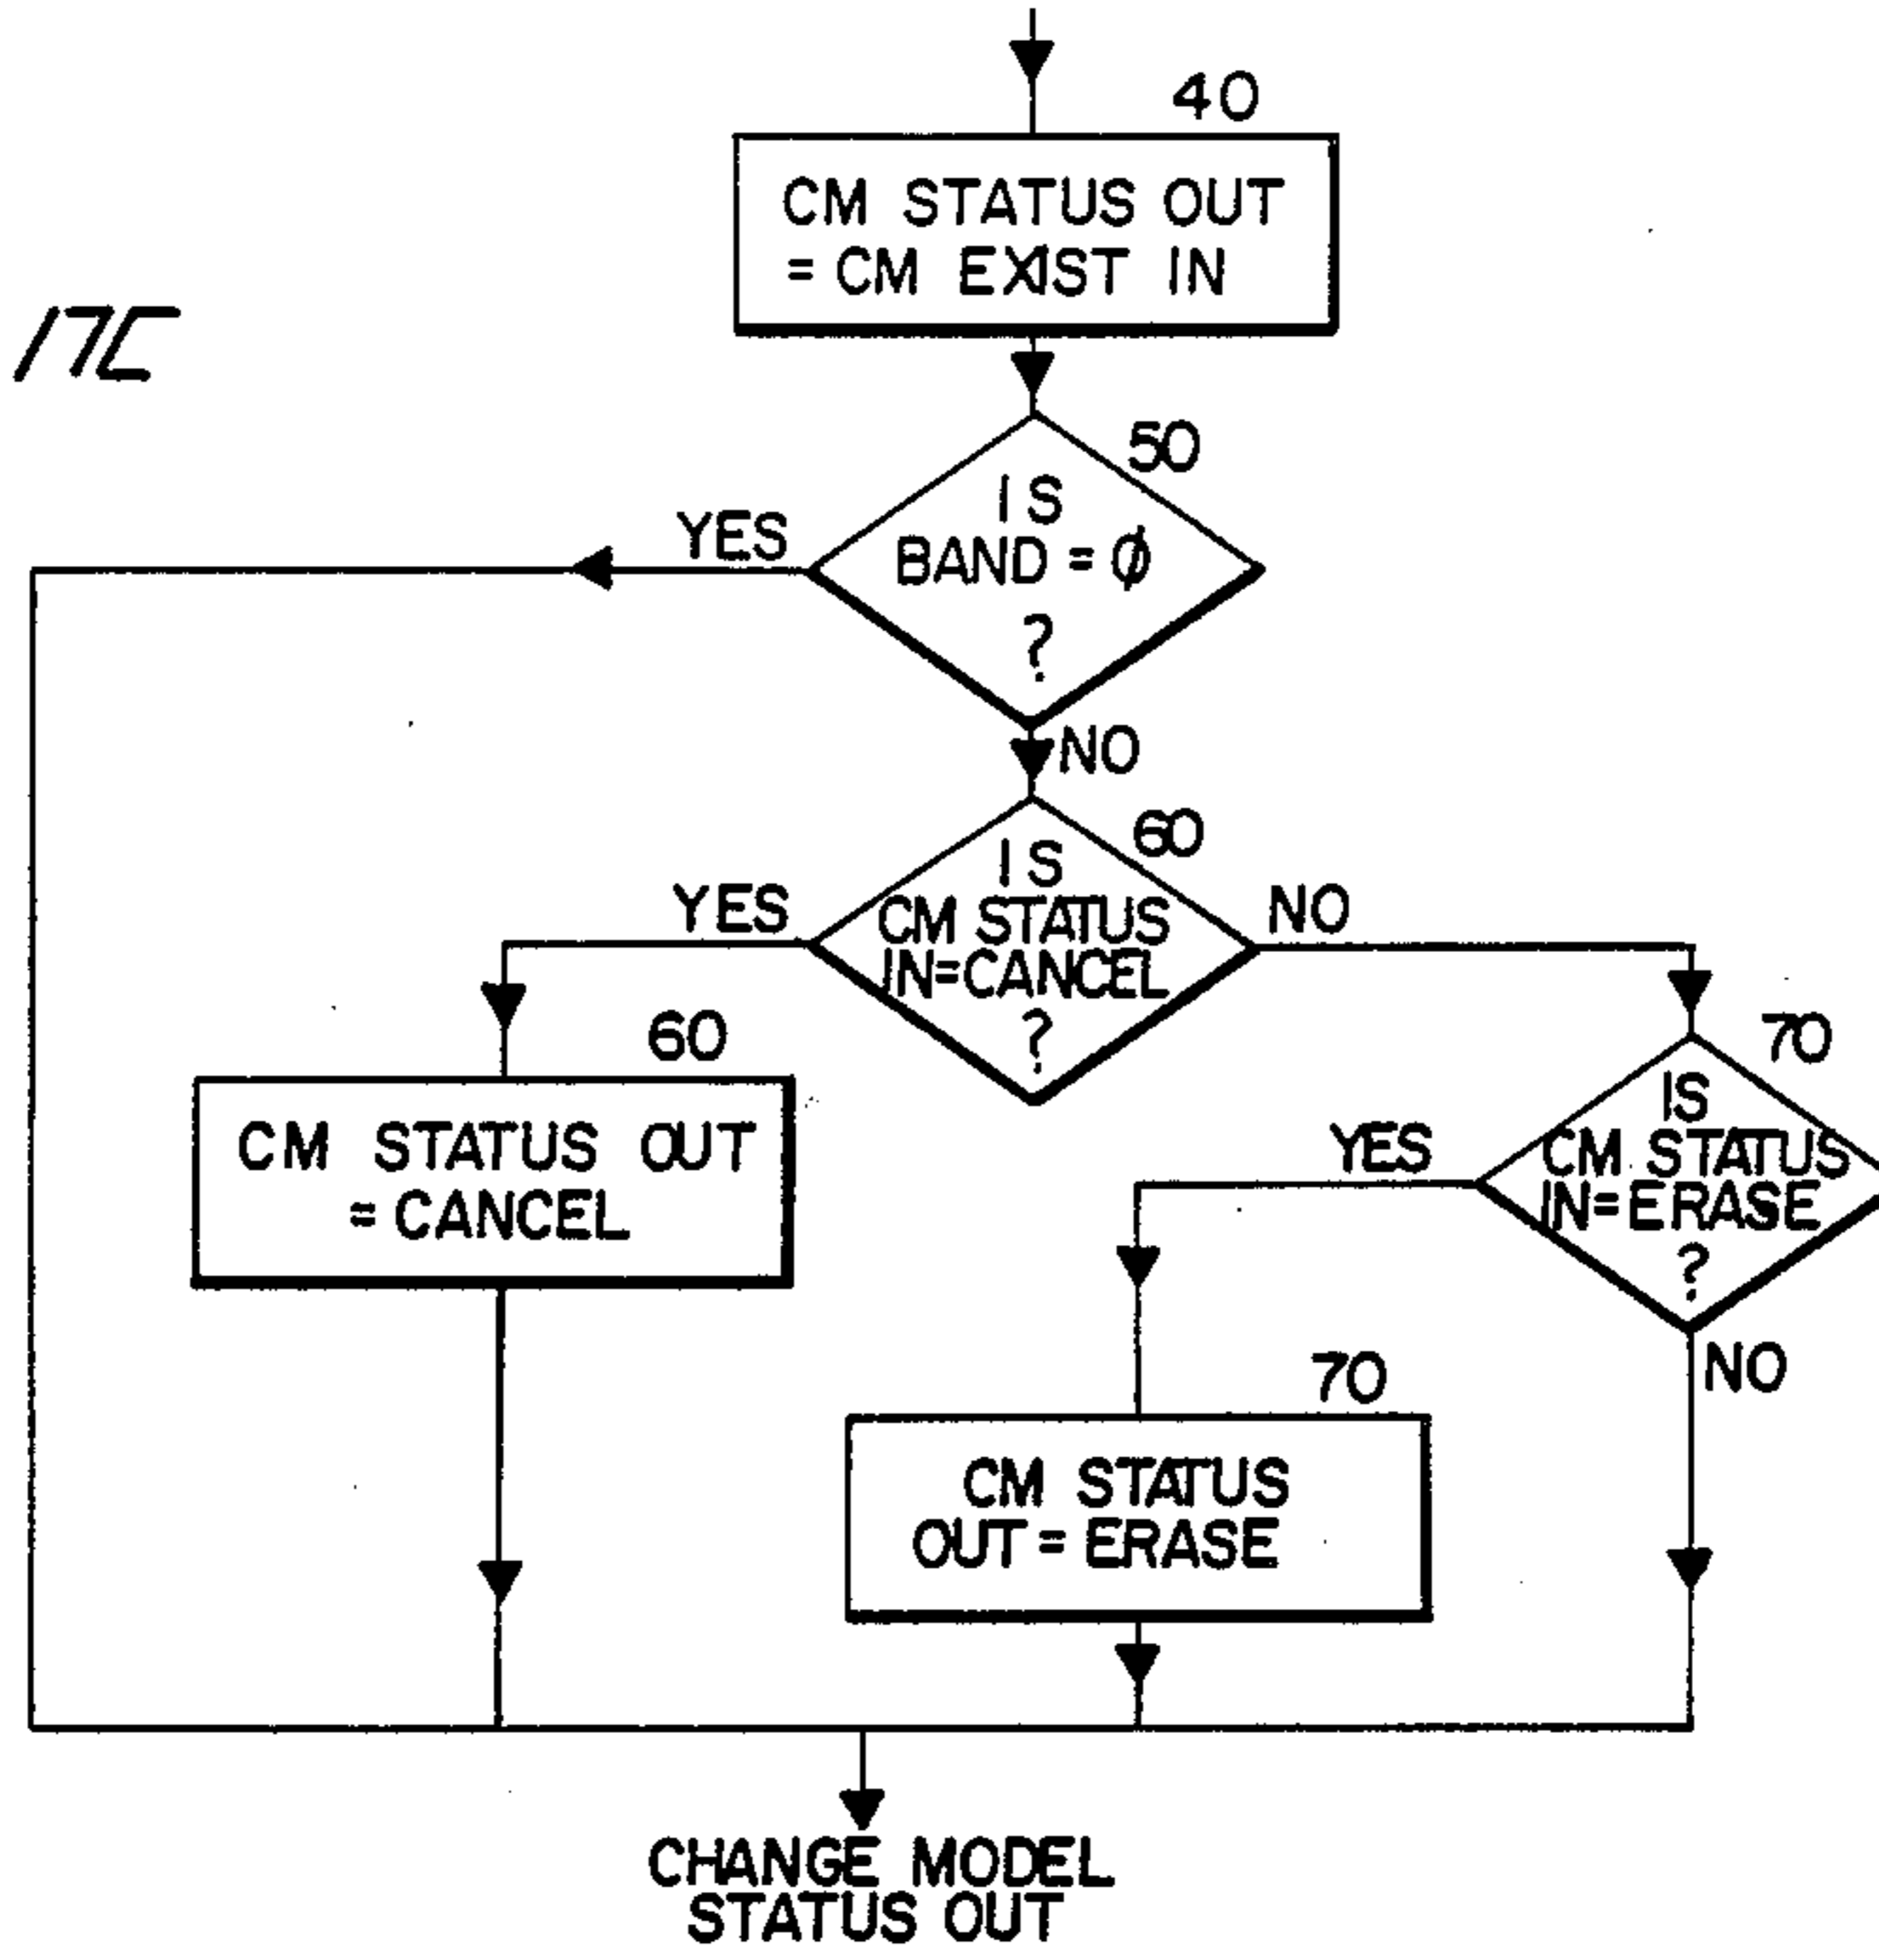 40
CM STATUS OUT
= CM EXIST IN
17C
50
IS
BAND = Ø
?
YES
NO
60
IS
CM STATUS
IN=CANCEL
?
YES
NO
60
CM STATUS OUT
= CANCEL
70
IS
CM STATUS
IN=ERASE
?
YES
NO
70
CM STATUS
OUT = ERASE
CHANGE MODEL
STATUS OUT